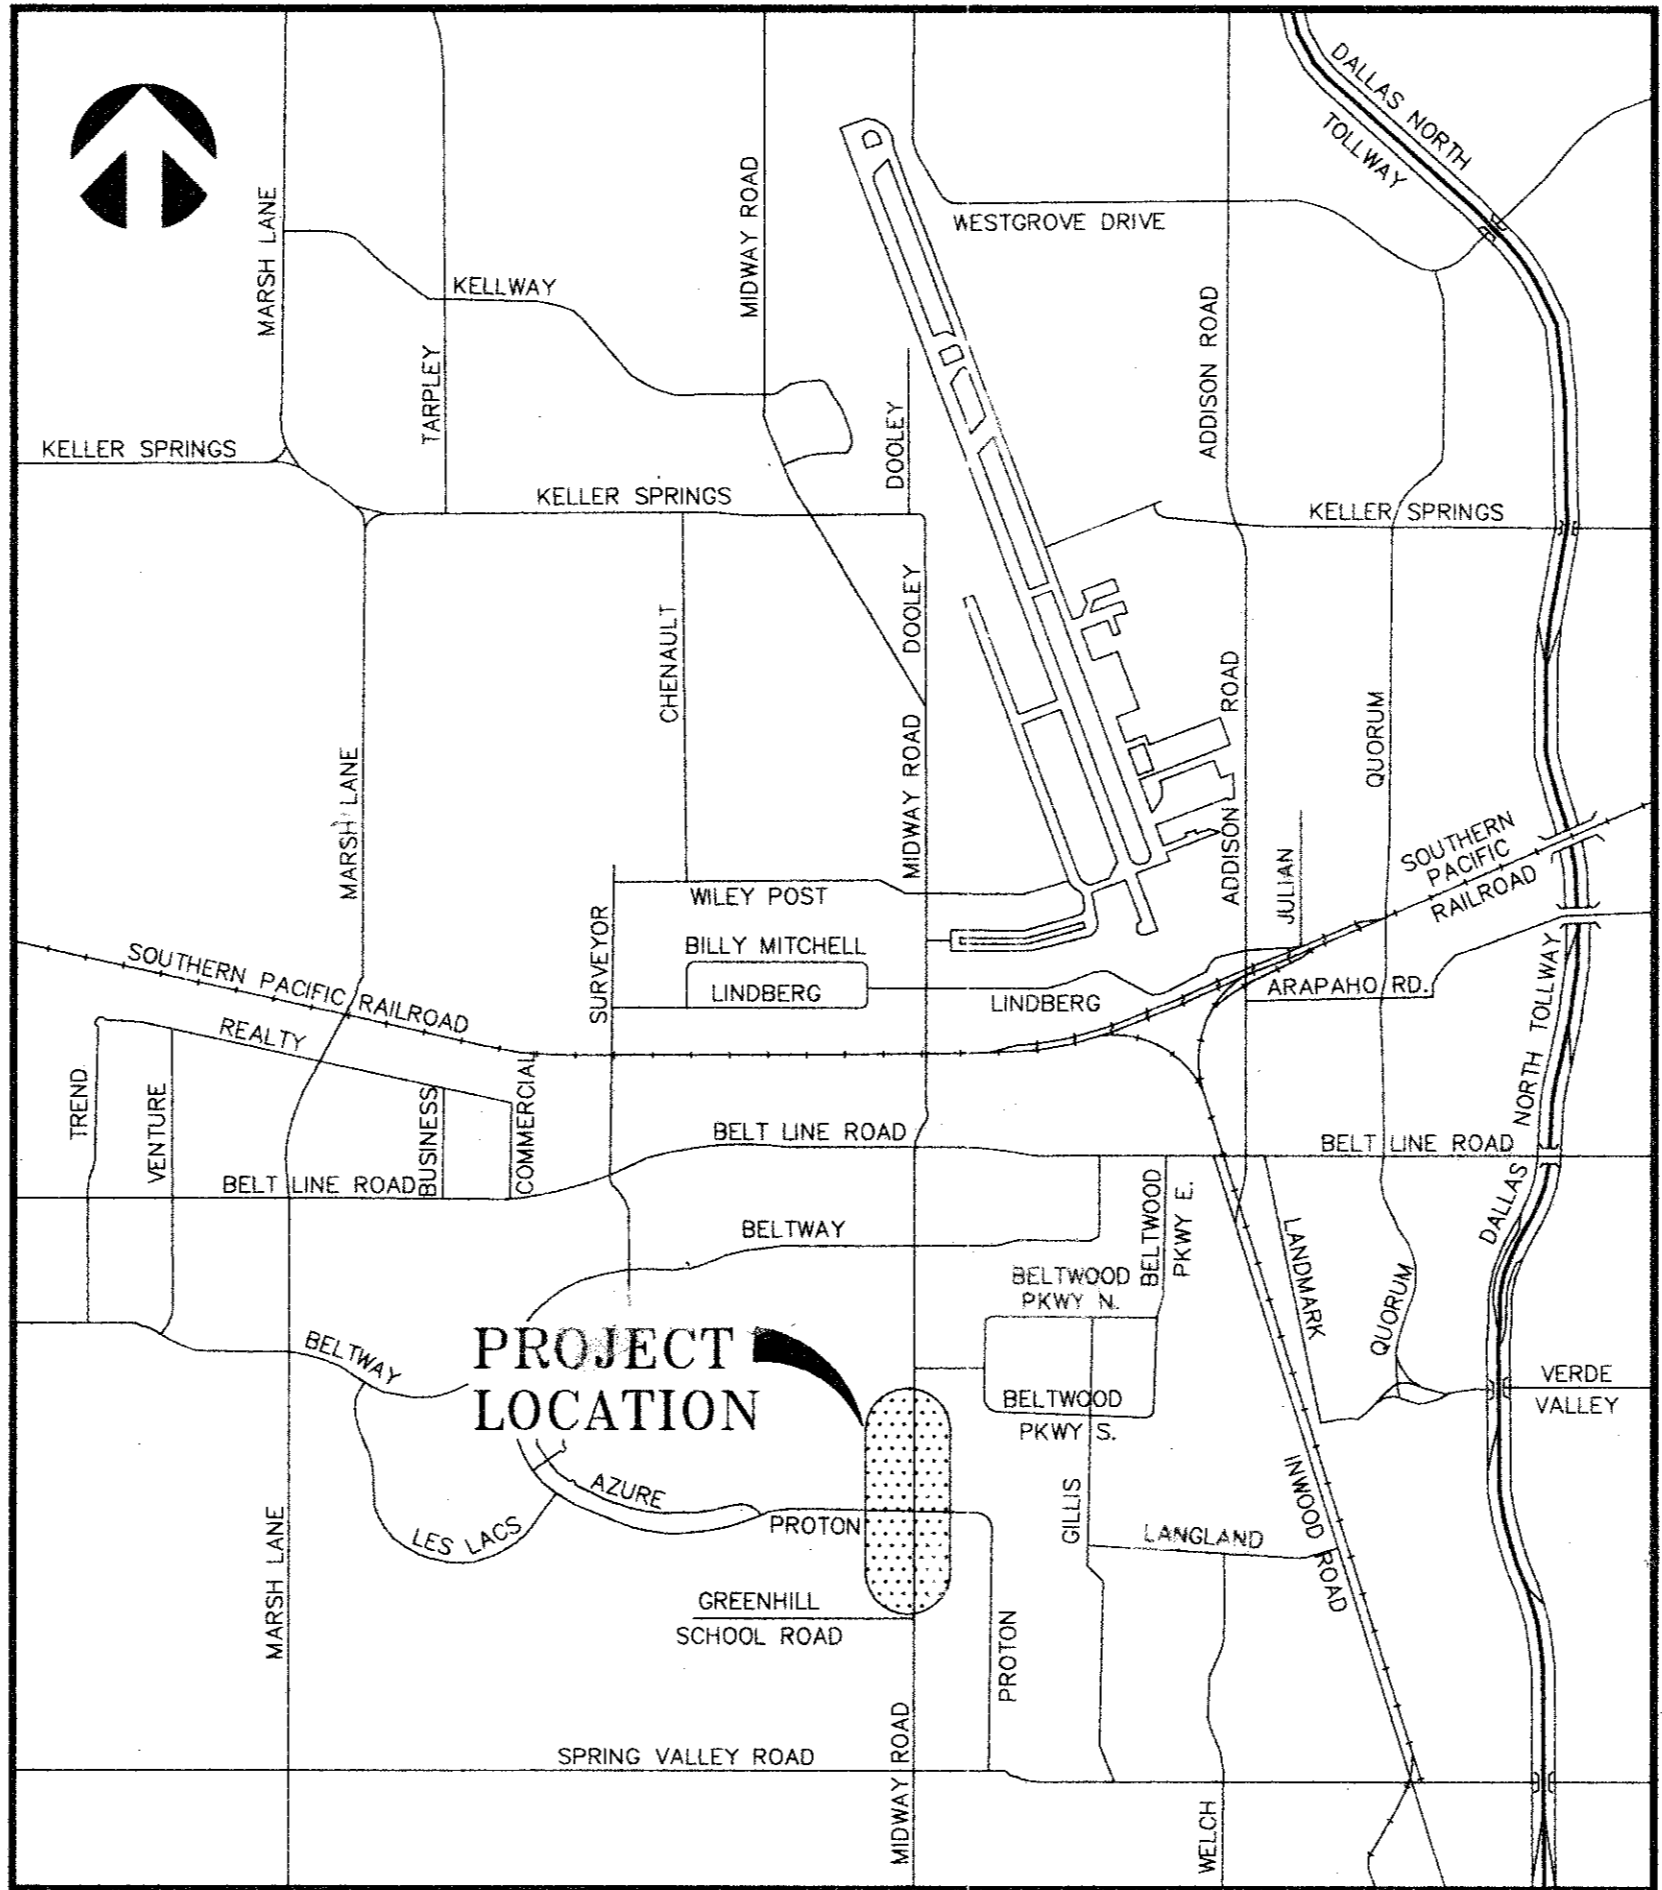 DALLAS NORTH
TOLLWAY
MARSH LANE
MIDWAY ROAD
WESTGROVE DRIVE
KELLWAY
ADDISON ROAD
TARPLEY
DOOLEY
KELLER SPRINGS
KELLER SPRINGS
KELLER SPRINGS
CHENAULT
DOOLEY
MIDWAY ROAD
ADDISON ROAD
QUORUM
MARSH LANE
SOUTHERN
PACIFIC
RAILROAD
JULIAN
WILEY POST
SURVEYOR
BILLY MITCHELL
LINDBERG
LINDBERG
ARAPAHO RD.
SOUTHERN PACIFIC RAILROAD
REALTY
TREND
VENTURE
BUSINESS
COMMERCIAL
DALLAS NORTH TOLLWAY
BELT LINE ROAD
BELT LINE ROAD
BELT LINE ROAD
BELTWAY
BELTWOOD
PKWY E.
BELTWOOD
PKWY N.
LANDMARK
QUORUM
PROJECT
LOCATION
BELTWAY
BELTWOOD
PKWY S.
VERDE
VALLEY
AZURE
LES LACS
PROTON
GILLIS
LANGLAND
INWOOD ROAD
MARSH LANE
GREENHILL
SCHOOL ROAD
PROTON
SPRING VALLEY ROAD
MIDWAY ROAD
WELCH